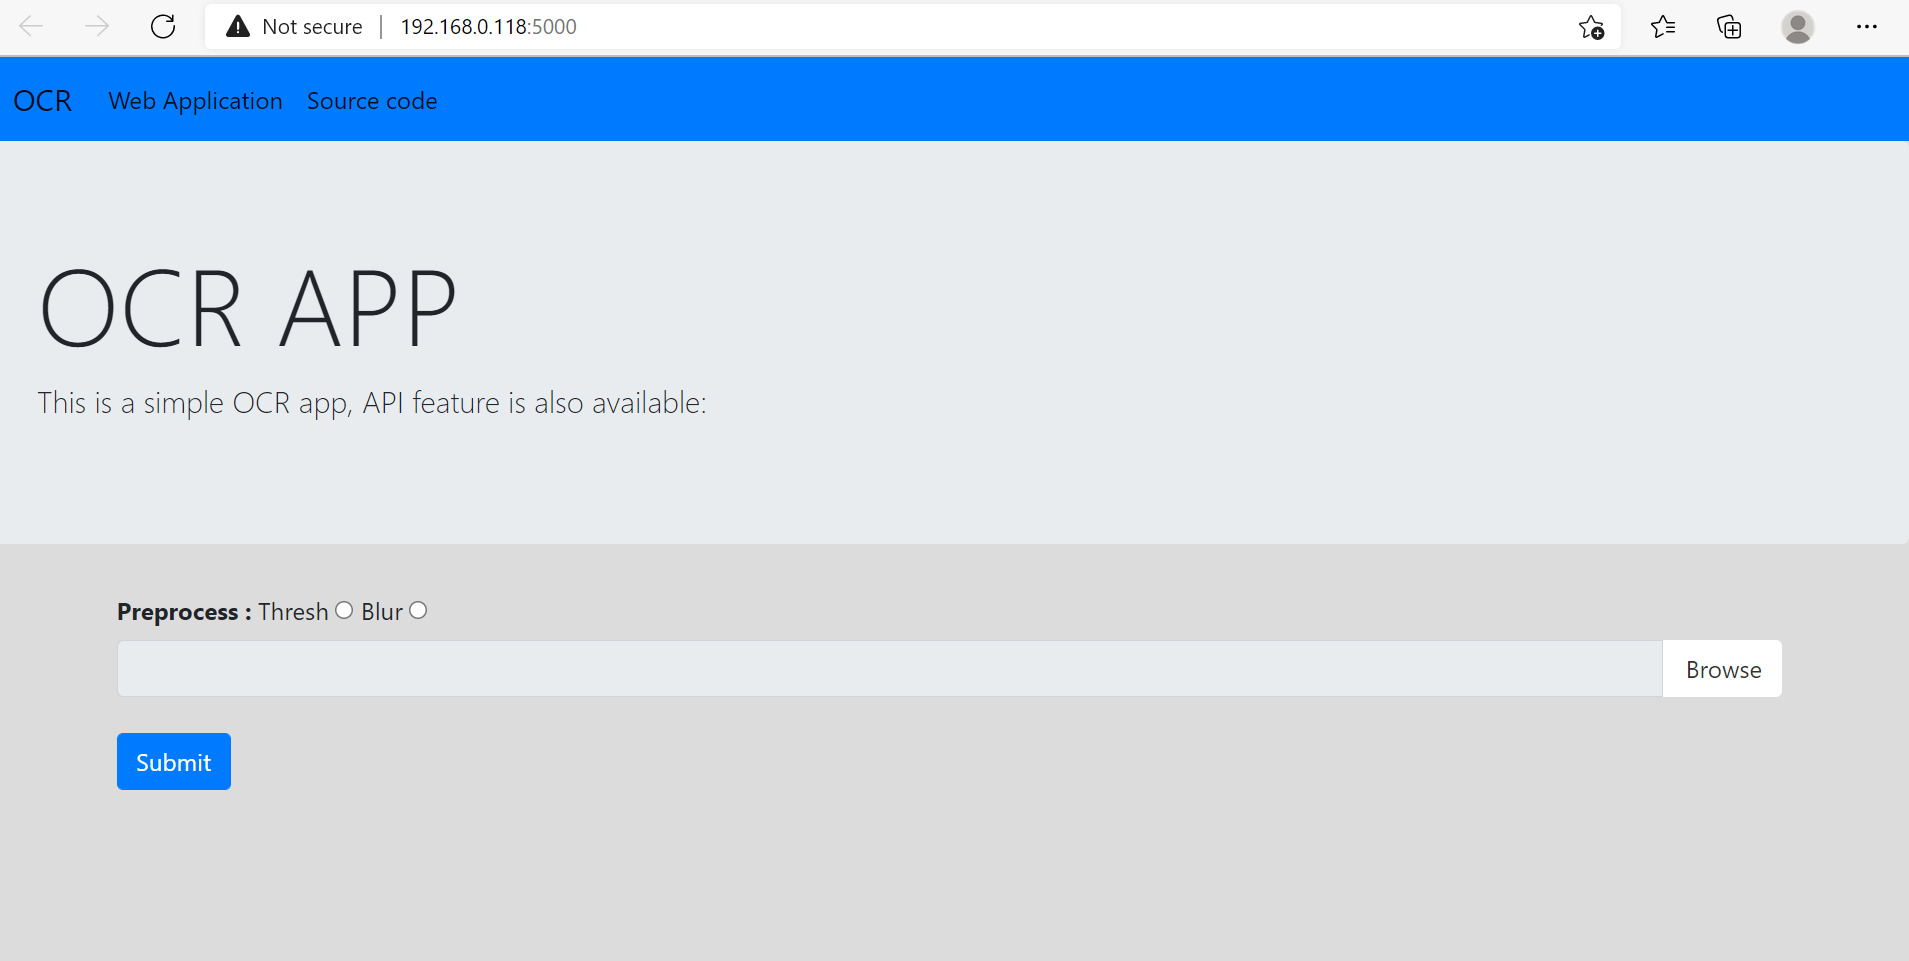 Not secure | 192.168.0.118:5000
OCR Web Application Source code
OCR APP
This is a simple OCR app, API feature is also available:
Preprocess : Thresh Blur
Browse
Submit